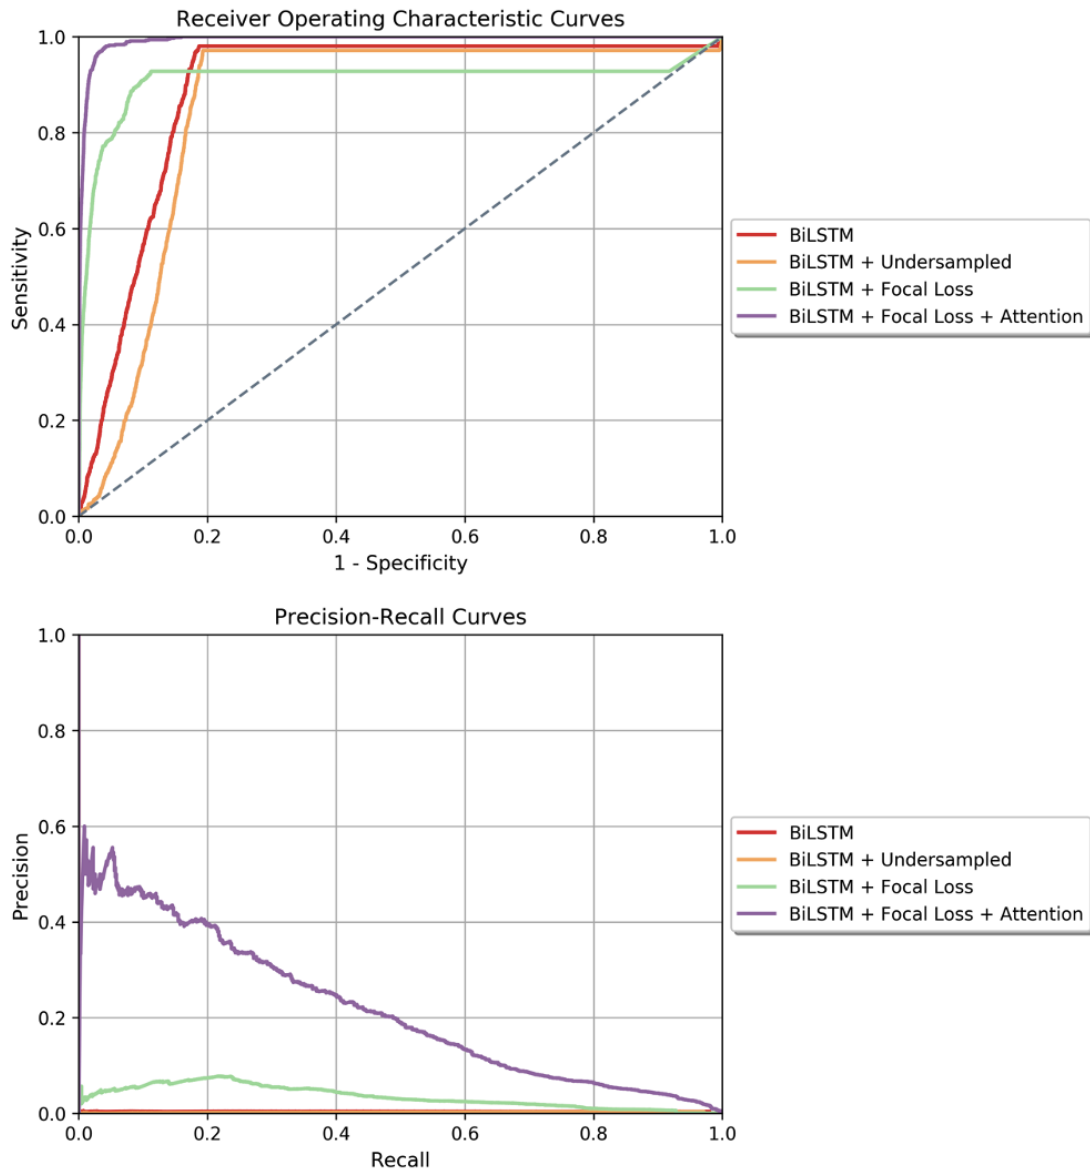 Receiver Operating Characteristic Curves
1.0
0.8
0.6
0.4
0.2
0.0
Sensitivity
0.0 0.2 0.4 0.6 0.8 1.0
1 - Specificity
BiLSTM
BiLSTM + Undersampled
BiLSTM + Focal Loss
BiLSTM + Focal Loss + Attention
Precision-Recall Curves
1.0
0.8
0.6
0.4
0.2
0.0
Precision
0.0 0.2 0.4 0.6 0.8 1.0
Recall
BiLSTM
BiLSTM + Undersampled
BiLSTM + Focal Loss
BiLSTM + Focal Loss + Attention